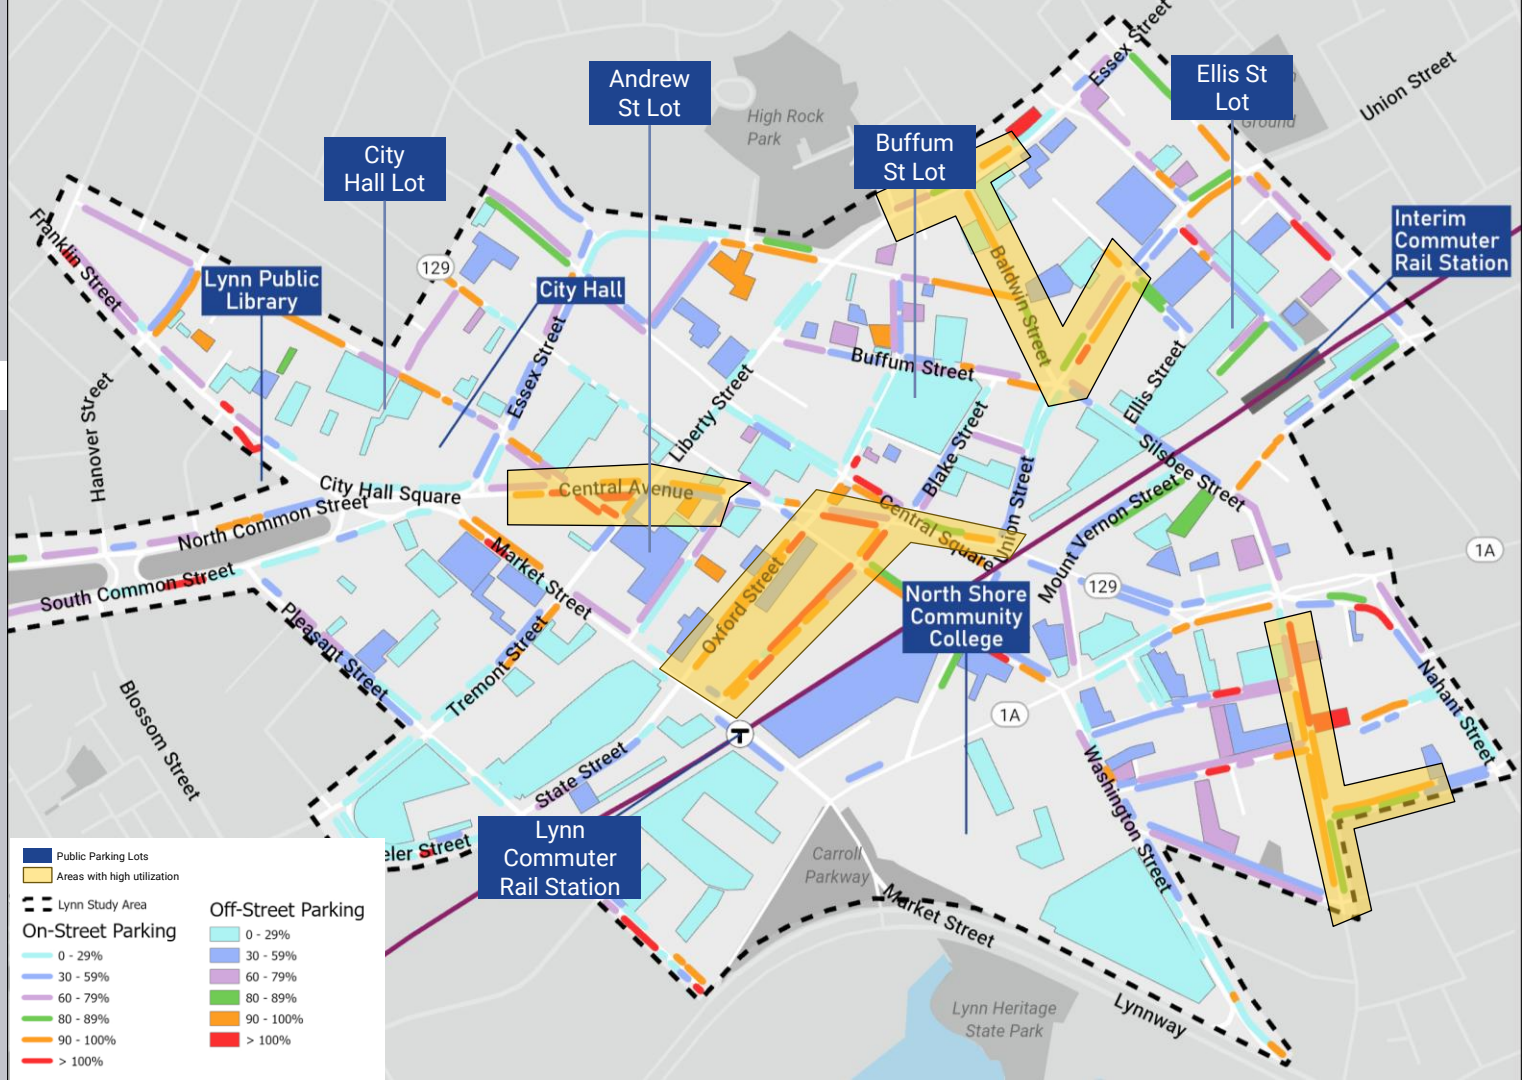 Essex Street
Union Street
Andrew
St Lot
Ellis St
Lot
High Rock
Park
Ground
City
Hall Lot
Buffum
St Lot
Franklin Street
Interim
Commuter
Rail Station
129
Lynn Public
Library
City Hall
Baldwin Street
Essex Street
Buffum Street
Ellis Street
Liberty Street
Hanover Street
Blake Street
Silsbee Street
Union Street
City Hall Square
Central Avenue
North Common Street
Central Square
Mount Vernon Street
Market Street
1A
South Common Street
129
Oxford Street
North Shore
Community
College
Pleasant Street
Tremont Street
Nahant Street
Blossom Street
1A
T
State Street
Washington Street
Lynn
Commuter
Rail Station
eler Street
Carroll
Parkway
Market Street
Lynn Heritage
State Park
Lynnway
Public Parking Lots
Areas with high utilization
Lynn Study Area
On-Street Parking
0 - 29%
30 - 59%
60 - 79%
80 - 89%
90 - 100%
> 100%
Off-Street Parking
0 - 29%
30 - 59%
60 - 79%
80 - 89%
90 - 100%
> 100%